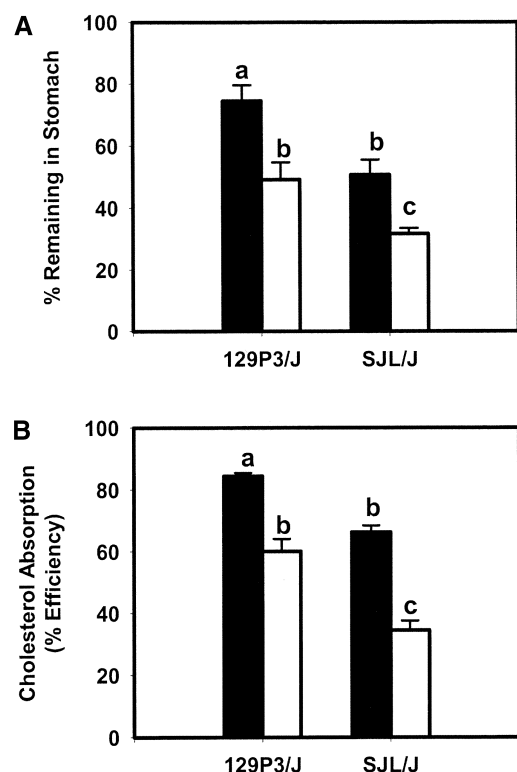 A
100
80
60
40
20
0
% Remaining in Stomach
a
b
b
c
129P3/J
SJL/J
B
100
80
60
40
20
0
Cholesterol Absorption
(% Efficiency)
a
b
b
c
129P3/J
SJL/J